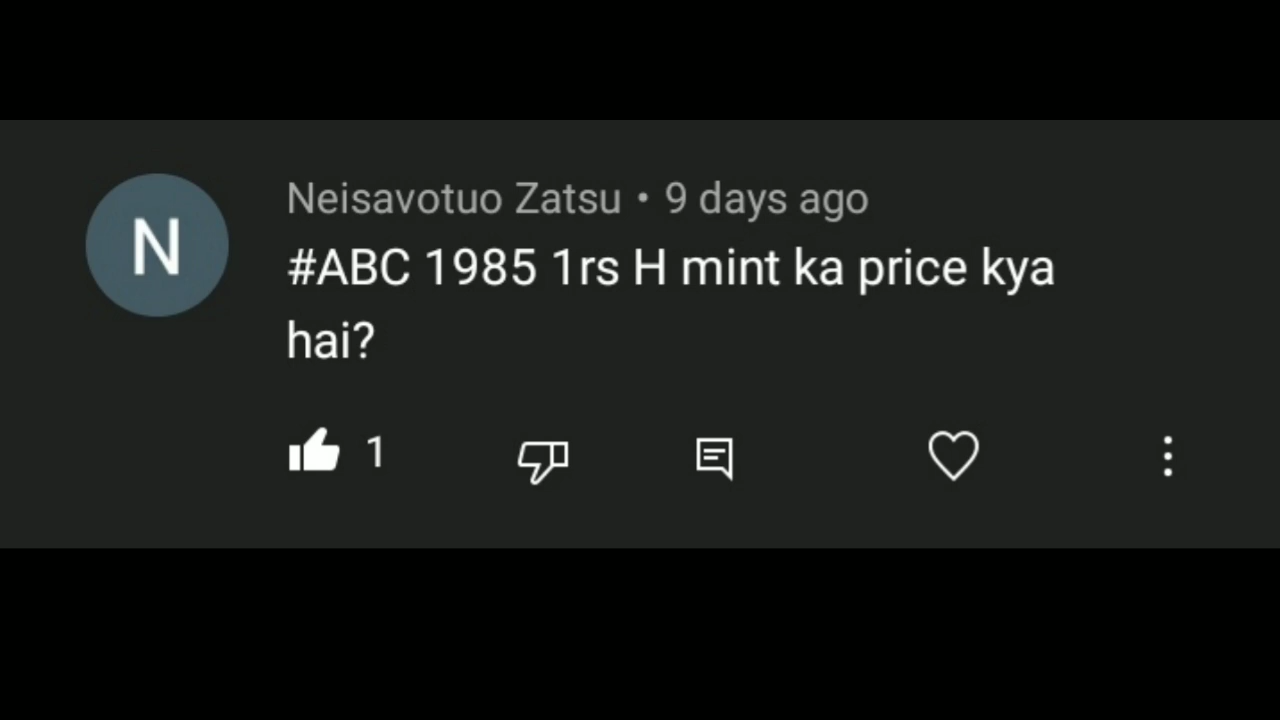 N
Neisavotuo Zatsu • 9 days ago
#ABC 1985 1rs H mint ka price kya
hai?
1